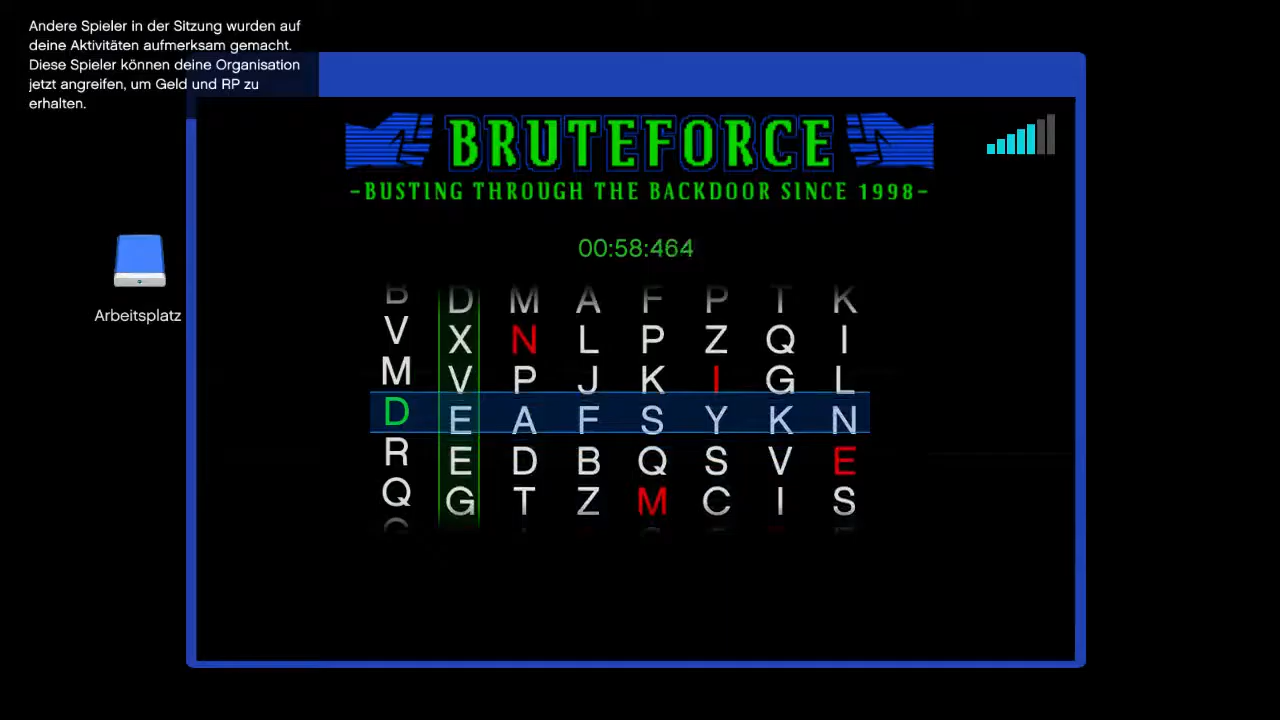 Andere Spieler in der Sitzung wurden auf
deine Aktivitäten aufmerksam gemacht.
Diese Spieler können deine Organisation
jetzt angreifen, um Geld und RP zu
erhalten.
BRUTEFORCE
-BUSTING THROUGH THE BACKDOOR SINCE 1998-
00:58:464
Arbeitsplatz
B D M A F P T K
V X N L P Z Q I
M V P J K I G L
D E A F S Y K N
R E D B Q S V E
Q G T Z M C I S